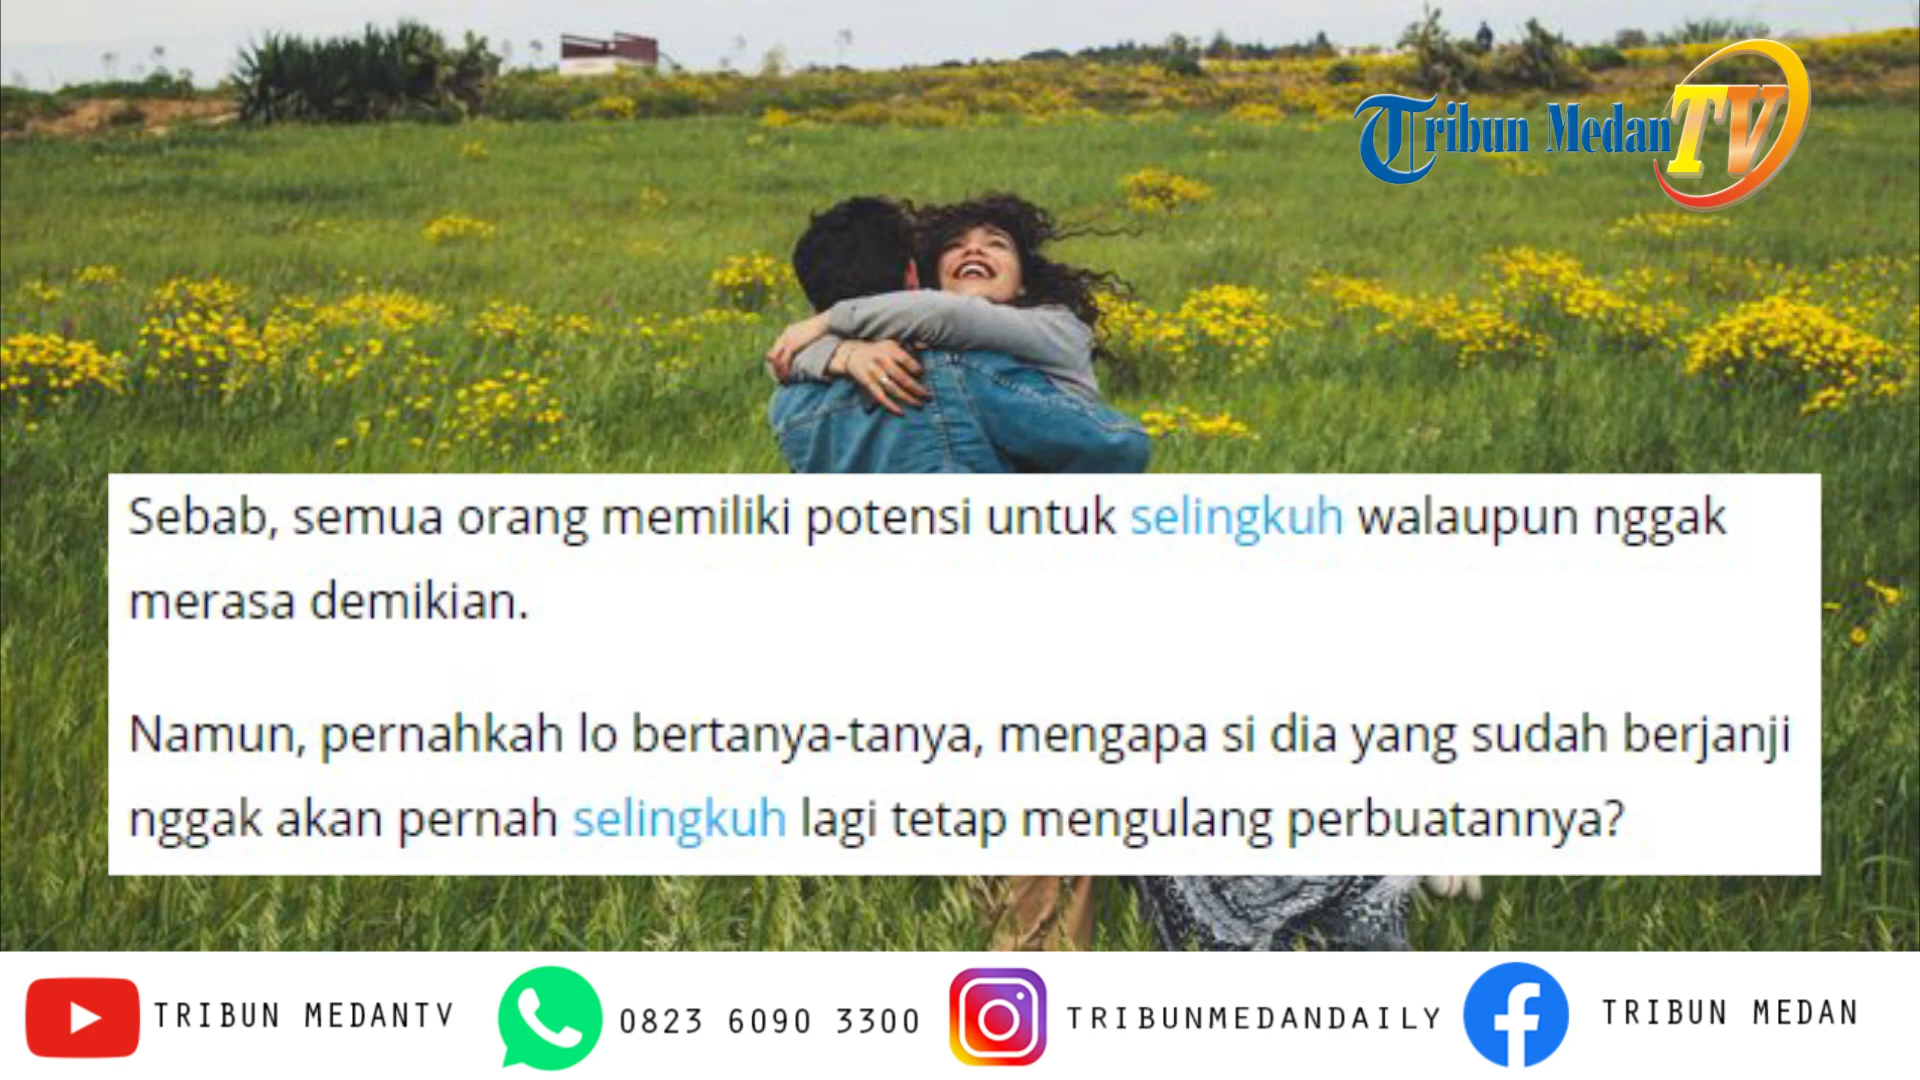 Tribun Medan TV
Sebab, semua orang memiliki potensi untuk selingkuh walaupun nggak
merasa demikian.
Namun, pernahkah lo bertanya-tanya, mengapa si dia yang sudah berjanji
nggak akan pernah selingkuh lagi tetap mengulang perbuatannya?
TRIBUN MEDANTV
0823 6090 3300
TRIBUNMEDANDAILY
TRIBUN MEDAN